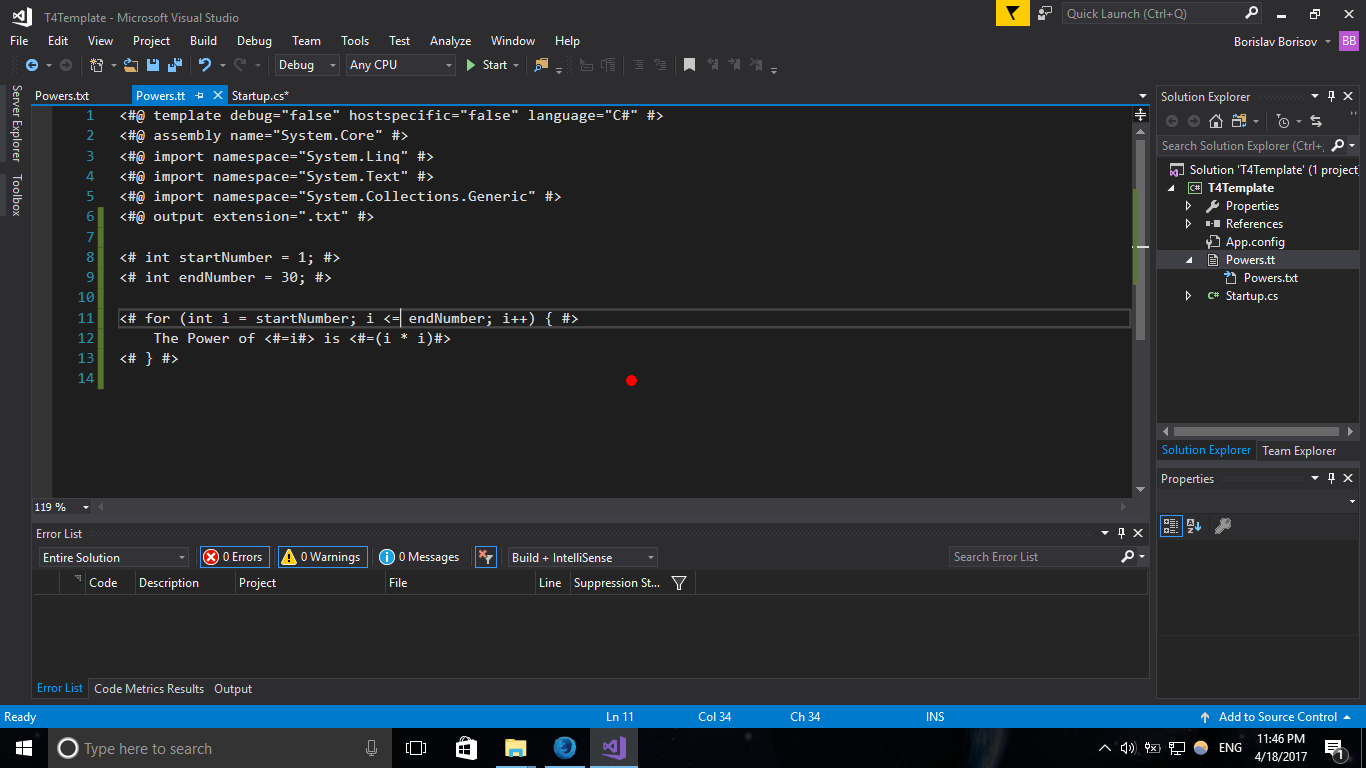 T4Template - Microsoft Visual Studio
Quick Launch (Ctrl+Q)
File Edit View Project Build Debug Team Tools Test Analyze Window Help
Borislav Borisov BB
Debug Any CPU Start
Server Explorer
Toolbox
Powers.txt Powers.tt Startup.cs*
1 <#@ template debug="false" hostspecific="false" language="C#" #>
2 <#@ assembly name="System.Core" #>
3 <#@ import namespace="System.Linq" #>
4 <#@ import namespace="System.Text" #>
5 <#@ import namespace="System.Collections.Generic" #>
6 <#@ output extension=".txt" #>
7
8 <# int startNumber = 1; #>
9 <# int endNumber = 30; #>
10
11 <# for (int i = startNumber; i <= endNumber; i++) { #>
12 The Power of <#=i#> is <#=(i * i)#>
13 <# } #>
14
119 %
Solution Explorer
Search Solution Explorer (Ctrl+;
Solution 'T4Template' (1 project
C# T4Template
Properties
References
App.config
Powers.tt
Powers.txt
C# Startup.cs
Solution Explorer Team Explorer
Properties
Error List
Entire Solution 0 Errors 0 Warnings 0 Messages Build + IntelliSense Search Error List
Code Description Project File Line Suppression St...
Error List Code Metrics Results Output
Ready Ln 11 Col 34 Ch 34 INS Add to Source Control
Type here to search
ENG
11:46 PM
4/18/2017
1